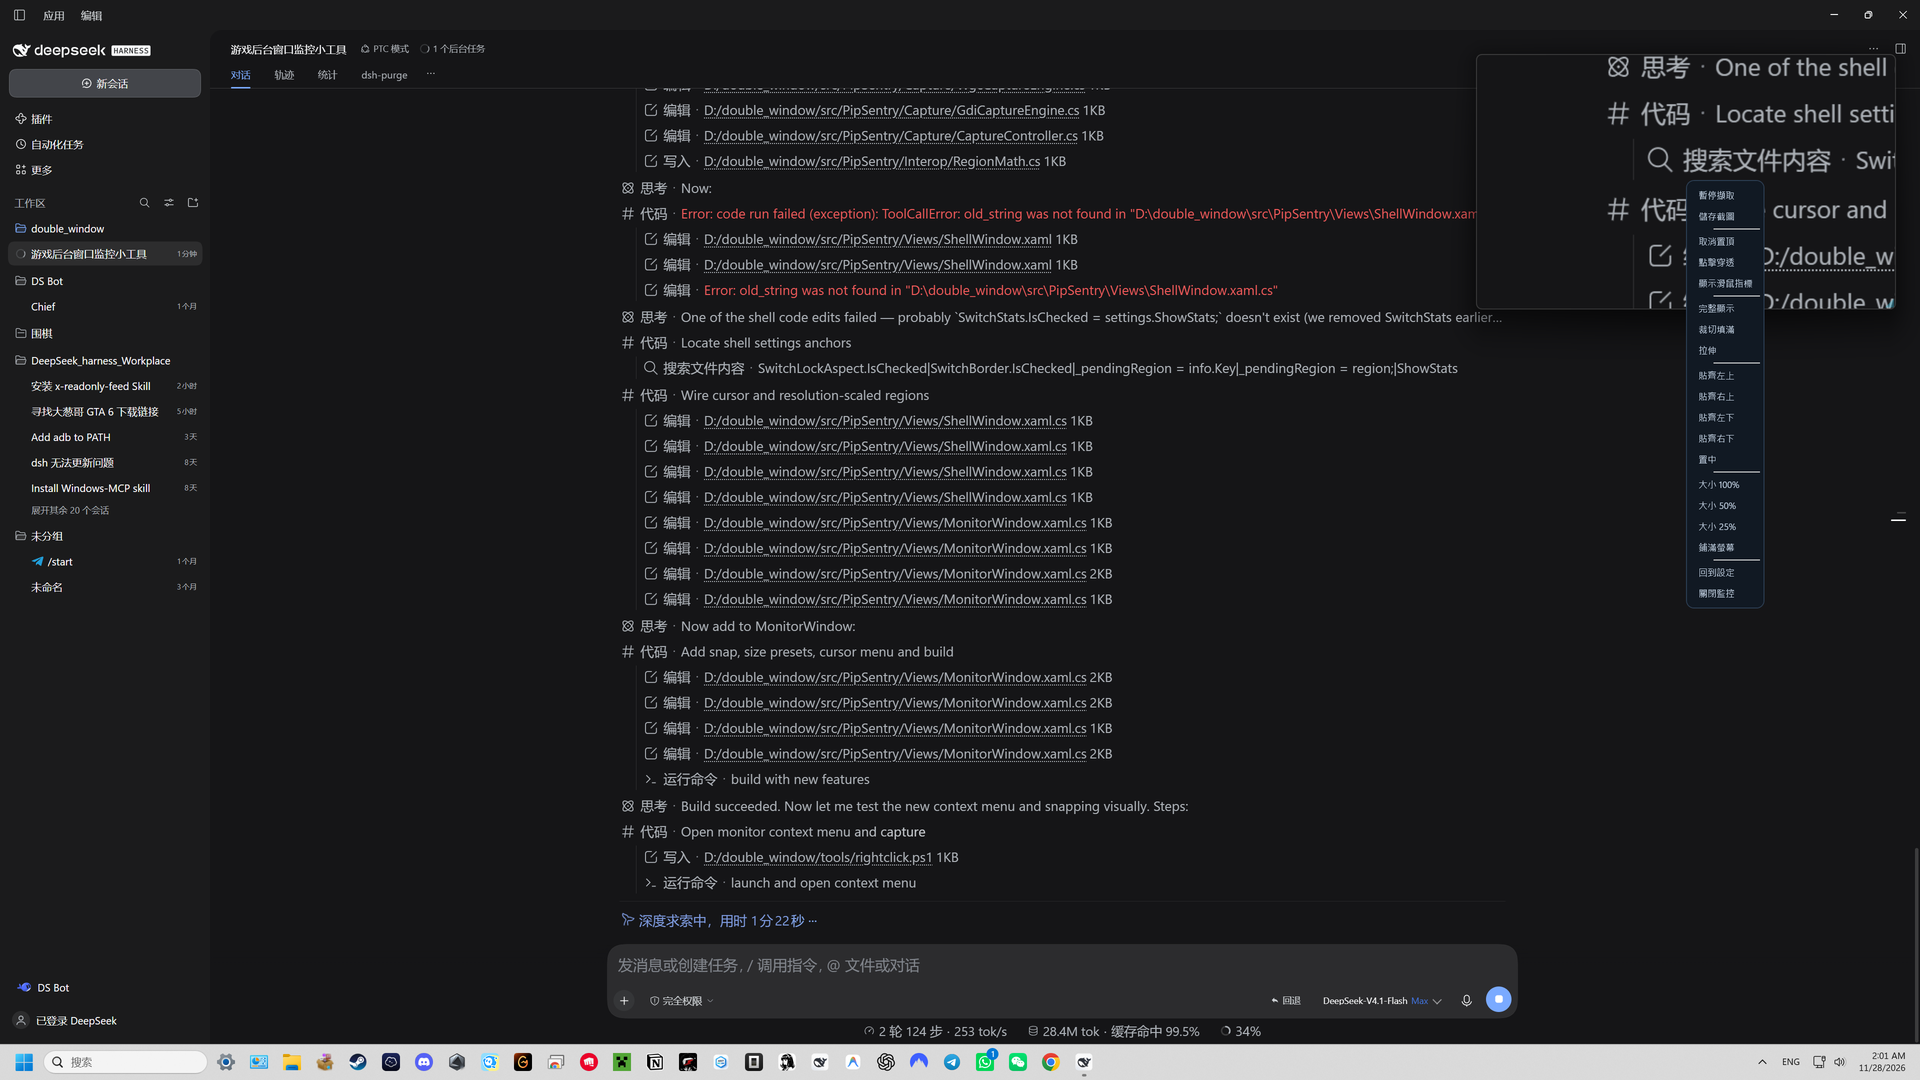 应用 编辑
deepseek HARNESS
新会话
插件
自动化任务
更多
工作区
double_window
游戏后台窗口监控小工具 1分钟
DS Bot
Chief 1个月
围棋
DeepSeek_harness_Workplace
安装 x-readonly-feed Skill 2小时
寻找大葱哥 GTA 6 下载链接 5小时
Add adb to PATH 3天
dsh 无法更新问题 8天
Install Windows-MCP skill 8天
展开其余 20 个会话
未分组
/start 1个月
未命名 3个月
DS Bot
已登录 DeepSeek
游戏后台窗口监控小工具 PTC 模式 1 个后台任务
对话 轨迹 统计 dsh-purge ···
编辑 · D:/double_window/src/PipSentry/Capture/GdiCaptureEngine.cs 1KB
编辑 · D:/double_window/src/PipSentry/Capture/CaptureController.cs 1KB
写入 · D:/double_window/src/PipSentry/Interop/RegionMath.cs 1KB
思考 · Now:
代码 · Error: code run failed (exception): ToolCallError: old_string was not found in "D:\double_window\src\PipSentry\Views\ShellWindow.xam
编辑 · D:/double_window/src/PipSentry/Views/ShellWindow.xaml 1KB
编辑 · D:/double_window/src/PipSentry/Views/ShellWindow.xaml 1KB
编辑 · Error: old_string was not found in "D:\double_window\src\PipSentry\Views\ShellWindow.xaml.cs"
思考 · One of the shell code edits failed — probably `SwitchStats.IsChecked = settings.ShowStats;` doesn't exist (we removed SwitchStats earlier...
代码 · Locate shell settings anchors
搜索文件内容 · SwitchLockAspect.IsChecked|SwitchBorder.IsChecked|_pendingRegion = info.Key|_pendingRegion = region;|ShowStats
代码 · Wire cursor and resolution-scaled regions
编辑 · D:/double_window/src/PipSentry/Views/ShellWindow.xaml.cs 1KB
编辑 · D:/double_window/src/PipSentry/Views/ShellWindow.xaml.cs 1KB
编辑 · D:/double_window/src/PipSentry/Views/ShellWindow.xaml.cs 1KB
编辑 · D:/double_window/src/PipSentry/Views/ShellWindow.xaml.cs 1KB
编辑 · D:/double_window/src/PipSentry/Views/MonitorWindow.xaml.cs 1KB
编辑 · D:/double_window/src/PipSentry/Views/MonitorWindow.xaml.cs 1KB
编辑 · D:/double_window/src/PipSentry/Views/MonitorWindow.xaml.cs 2KB
编辑 · D:/double_window/src/PipSentry/Views/MonitorWindow.xaml.cs 1KB
思考 · Now add to MonitorWindow:
代码 · Add snap, size presets, cursor menu and build
编辑 · D:/double_window/src/PipSentry/Views/MonitorWindow.xaml.cs 2KB
编辑 · D:/double_window/src/PipSentry/Views/MonitorWindow.xaml.cs 2KB
编辑 · D:/double_window/src/PipSentry/Views/MonitorWindow.xaml.cs 1KB
编辑 · D:/double_window/src/PipSentry/Views/MonitorWindow.xaml.cs 2KB
运行命令 · build with new features
思考 · Build succeeded. Now let me test the new context menu and snapping visually. Steps:
代码 · Open monitor context menu and capture
写入 · D:/double_window/tools/rightclick.ps1 1KB
运行命令 · launch and open context menu
深度求索中，用时 1分22秒 ···
发消息或创建任务, / 调用指令, @ 文件或对话
完全权限
回退 DeepSeek-V4.1-Flash Max
2 轮 124 步 · 253 tok/s 28.4M tok · 缓存命中 99.5% 34%
思考 · One of the shell
代码 · Locate shell setti
搜索文件内容 · Swit
代码 cursor and
D:/double_w
D:/double_w
暫停擷取
儲存截圖
取消置頂
點擊穿透
顯示滑鼠指標
完整顯示
裁切填滿
拉伸
貼齊左上
貼齊右上
貼齊左下
貼齊右下
置中
大小 100%
大小 50%
大小 25%
鋪滿螢幕
回到設定
關閉監控
搜索
1
ENG
2:01 AM
11/28/2026